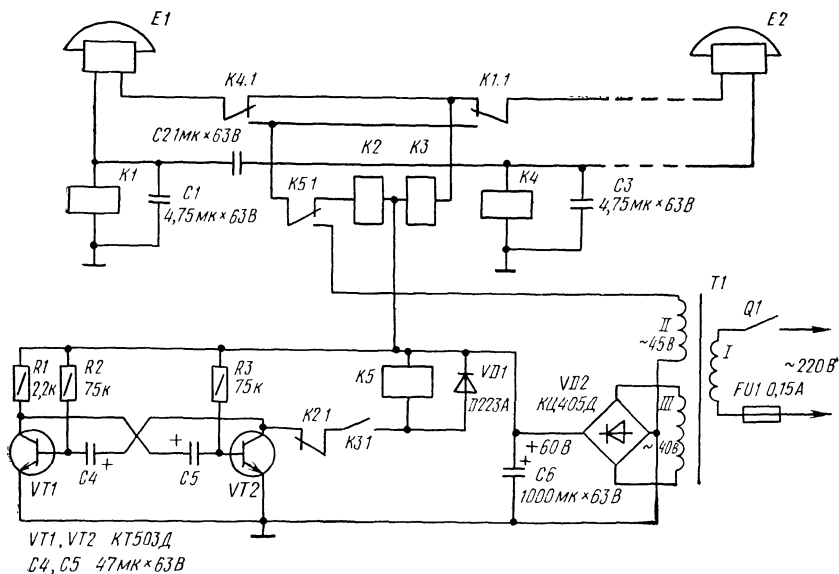 E1
E2
K4.1
K1.1
C2 1мк×63В
K2
K3
K1
C1
4,75мк×63В
K5.1
K4
C3
4,75мк×63В
T1
Q1
II
~45В
I
~220В
R1
2,2к
R2
75к
R3
75к
K5
VD1
Д223А
VD2
КЦ405Д
III
FU1 0,15А
K2.1
K3.1
+60В
~40В
+
C4
+
C5
+
C6
1000мк×63В
VT1
VT2
VT1, VT2 КТ503Д
C4, C5 47мк×63В